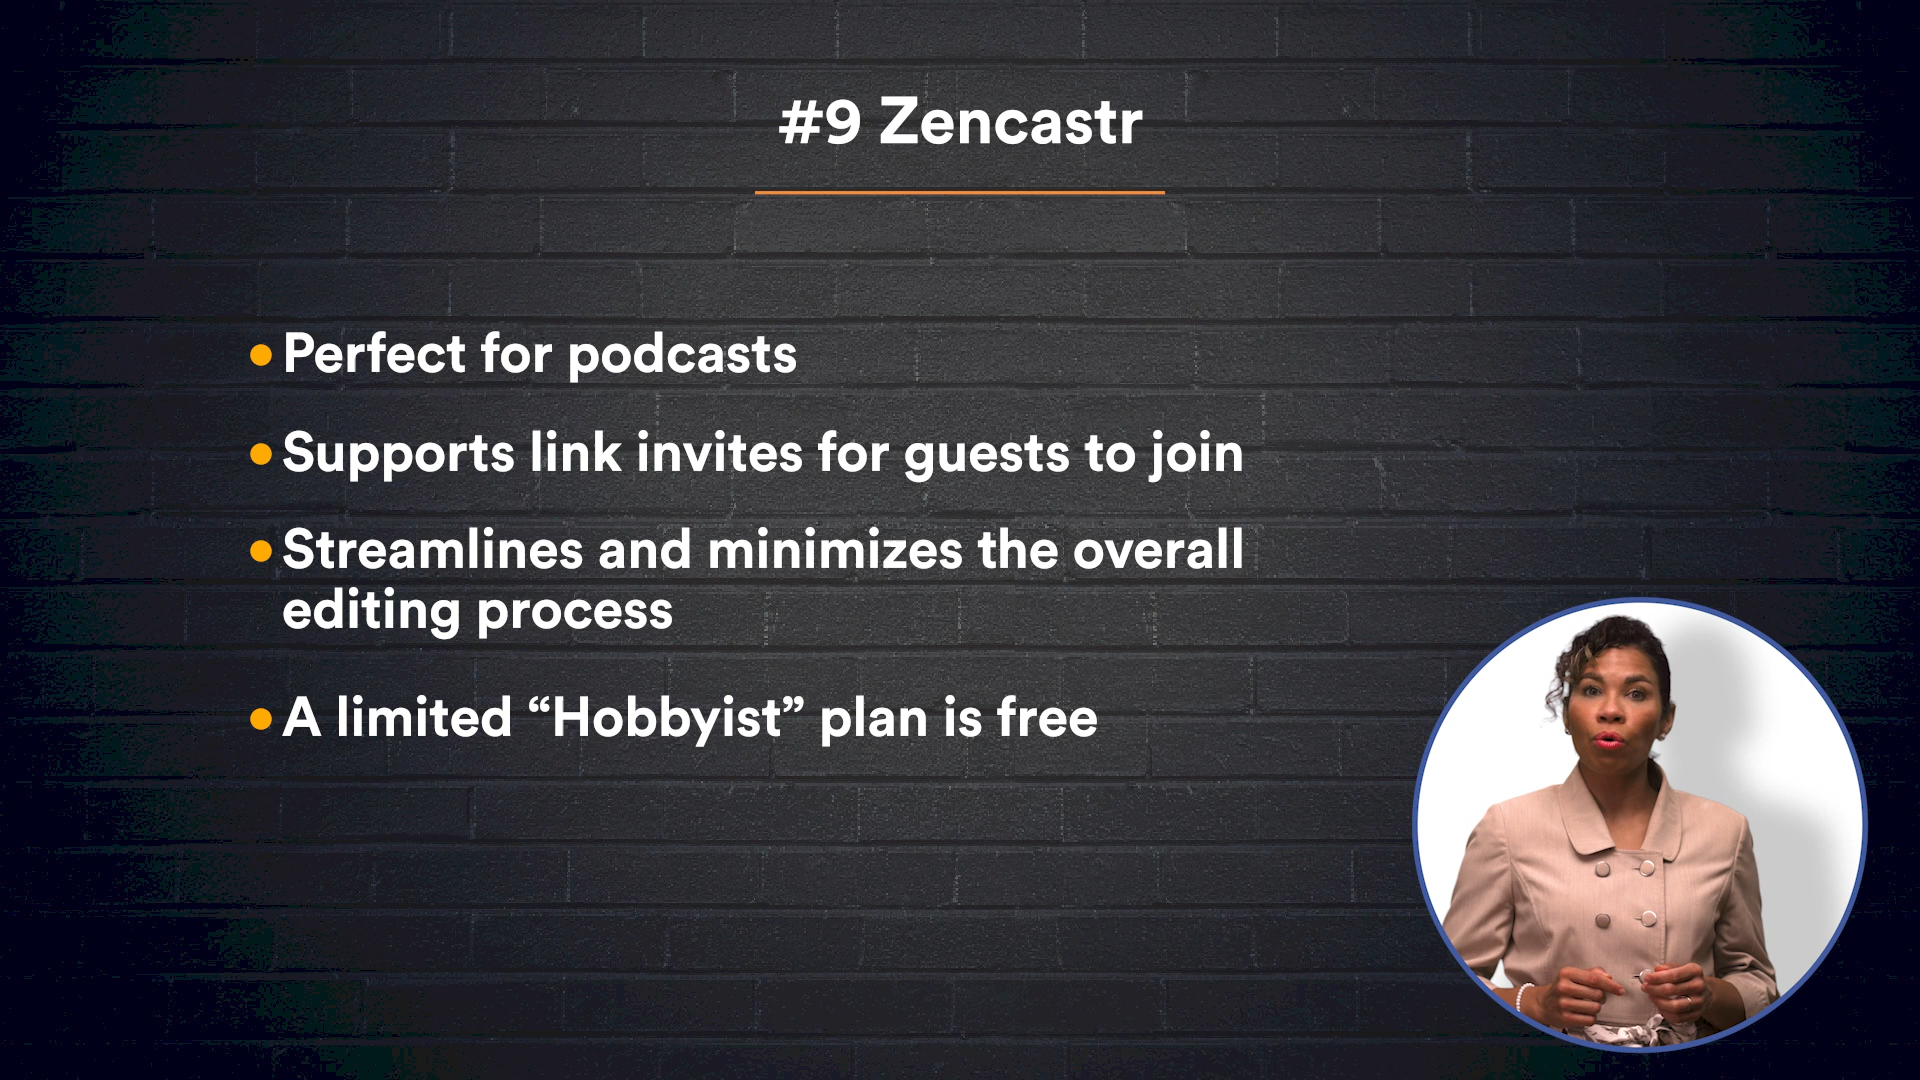 #9 Zencastr
Perfect for podcasts
Supports link invites for guests to join
Streamlines and minimizes the overall
editing process
A limited “Hobbyist” plan is free